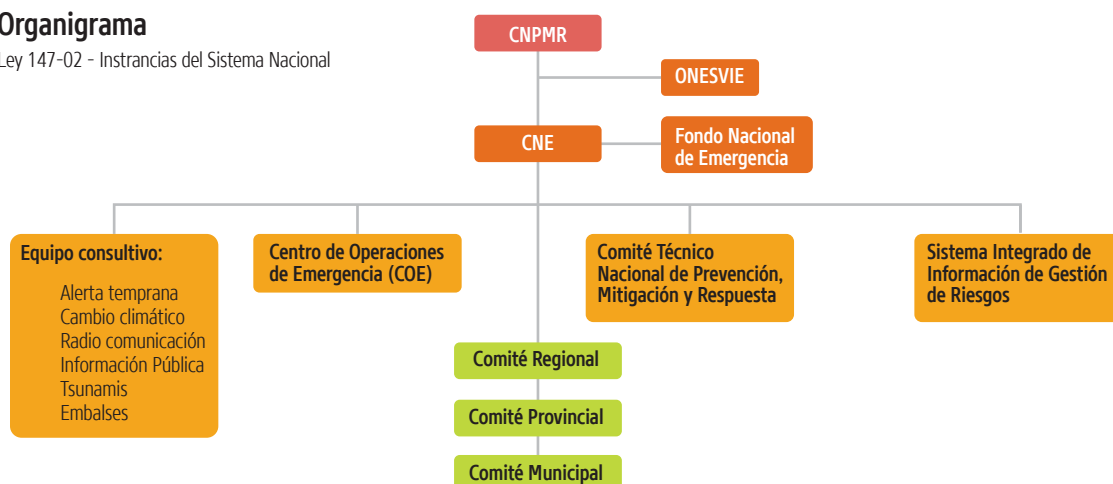 Organigrama
Ley 147-02 - Instrancias del Sistema Nacional
CNPMR
ONESVIE
CNE
Fondo Nacional
de Emergencia
Equipo consultivo:
Alerta temprana
Cambio climático
Radio comunicación
Información Pública
Tsunamis
Embalses
Centro de Operaciones
de Emergencia (COE)
Comité Técnico
Nacional de Prevención,
Mitigación y Respuesta
Sistema Integrado de
Información de Gestión
de Riesgos
Comité Regional
Comité Provincial
Comité Municipal